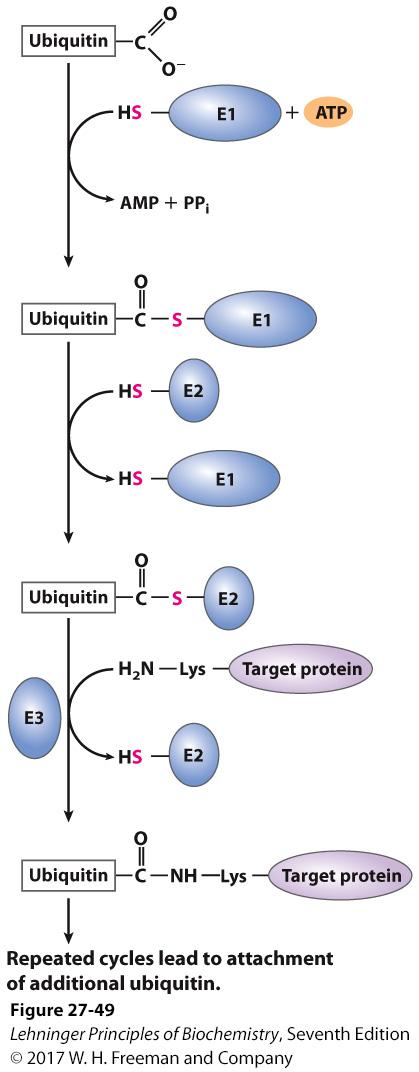 O
Ubiquitin C
O–
HS E1 + ATP
AMP + PPi
O
Ubiquitin C S E1
HS E2
HS E1
O
Ubiquitin C S E2
H2N Lys Target protein
E3
HS E2
O
Ubiquitin C NH Lys Target protein
Repeated cycles lead to attachment
of additional ubiquitin.
Figure 27-49
Lehninger Principles of Biochemistry, Seventh Edition
© 2017 W. H. Freeman and Company